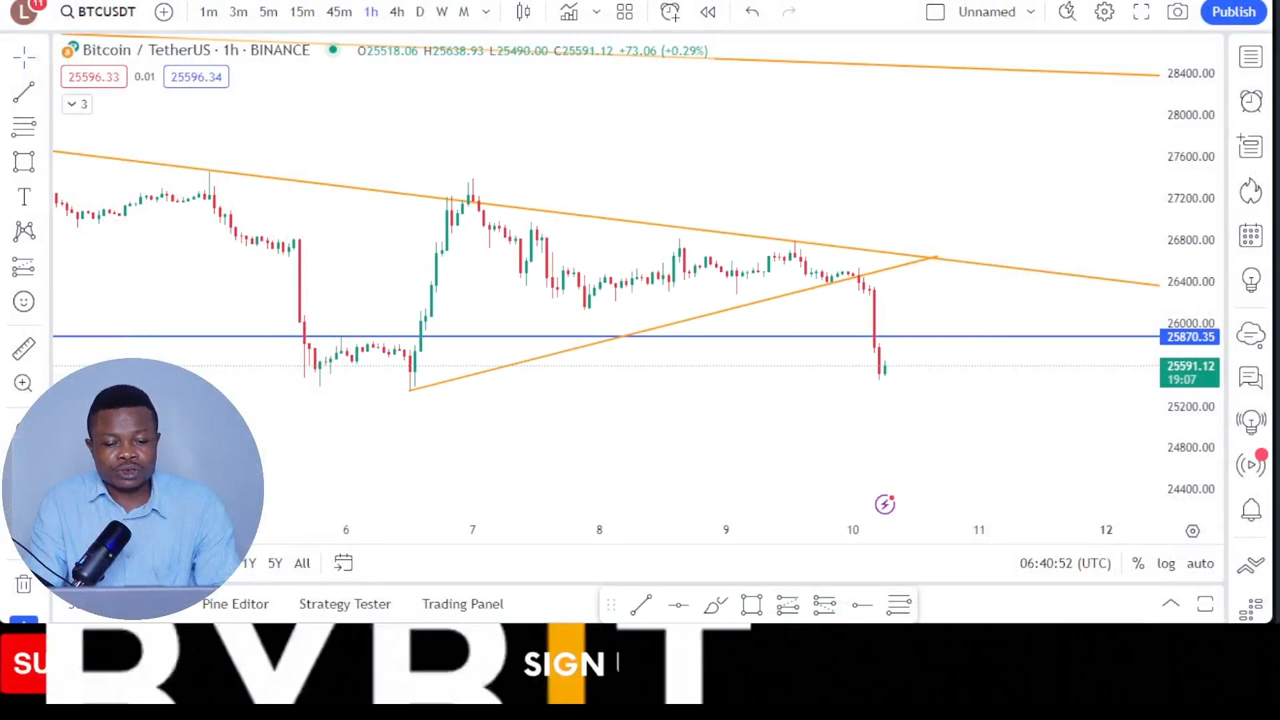 L 11 BTCUSDT 1m 3m 5m 15m 45m 1h 4h D W M Unnamed Publish
Bitcoin / TetherUS · 1h · BINANCE O25518.06 H25638.93 L25490.00 C25591.12 +73.06 (+0.29%)
25596.33 0.01 25596.34
3
28400.00
28000.00
27600.00
27200.00
26800.00
26400.00
26000.00
25870.35
25591.12
19:07
25200.00
24800.00
24400.00
6 7 8 9 10 11 12
1Y 5Y All 06:40:52 (UTC) % log auto
Pine Editor Strategy Tester Trading Panel
SU
BYBIT
SIGN